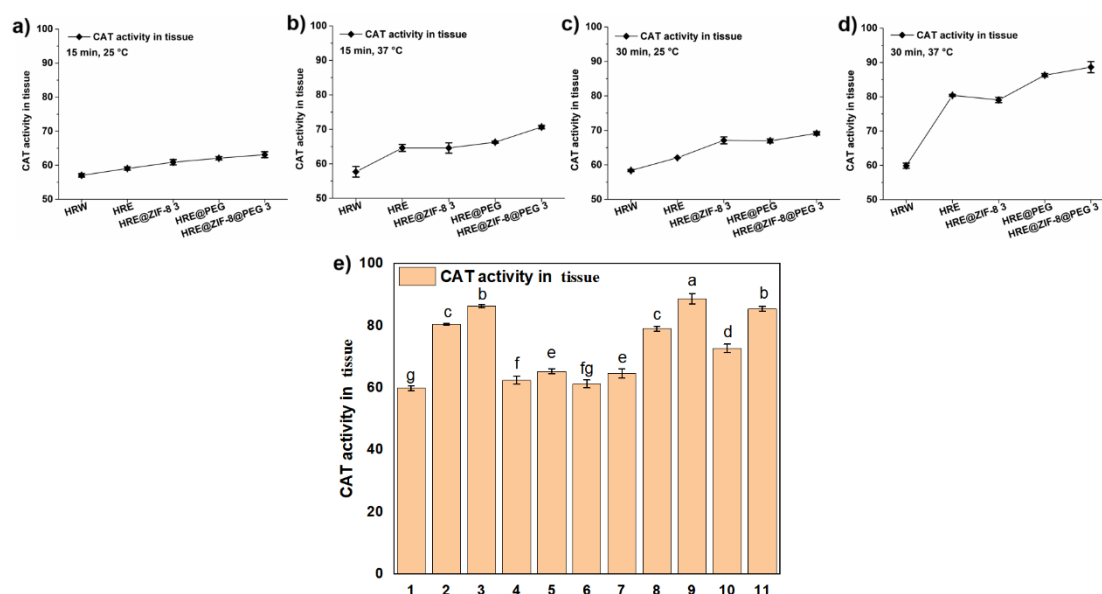 a)
CAT activity in tissue
15 min, 25 °C
CAT activity in tissue
100
90
80
70
60
50
HRW
HRE
HRE@ZIF-8 3
HRE@PEG
HRE@ZIF-8@PEG 3
b)
CAT activity in tissue
15 min, 37 °C
CAT activity in tissue
100
90
80
70
60
50
HRW
HRE
HRE@ZIF-8 3
HRE@PEG
HRE@ZIF-8@PEG 3
c)
CAT activity in tissue
30 min, 25 °C
CAT activity in tissue
100
90
80
70
60
50
HRW
HRE
HRE@ZIF-8 3
HRE@PEG
HRE@ZIF-8@PEG 3
d)
CAT activity in tissue
30 min, 37 °C
CAT activity in tissue
100
90
80
70
60
50
HRW
HRE
HRE@ZIF-8 3
HRE@PEG
HRE@ZIF-8@PEG 3
e)
CAT activity in tissue
CAT activity in tissue
100
80
60
40
20
0
g
c
b
f
e
fg
e
c
a
d
b
1 2 3 4 5 6 7 8 9 10 11